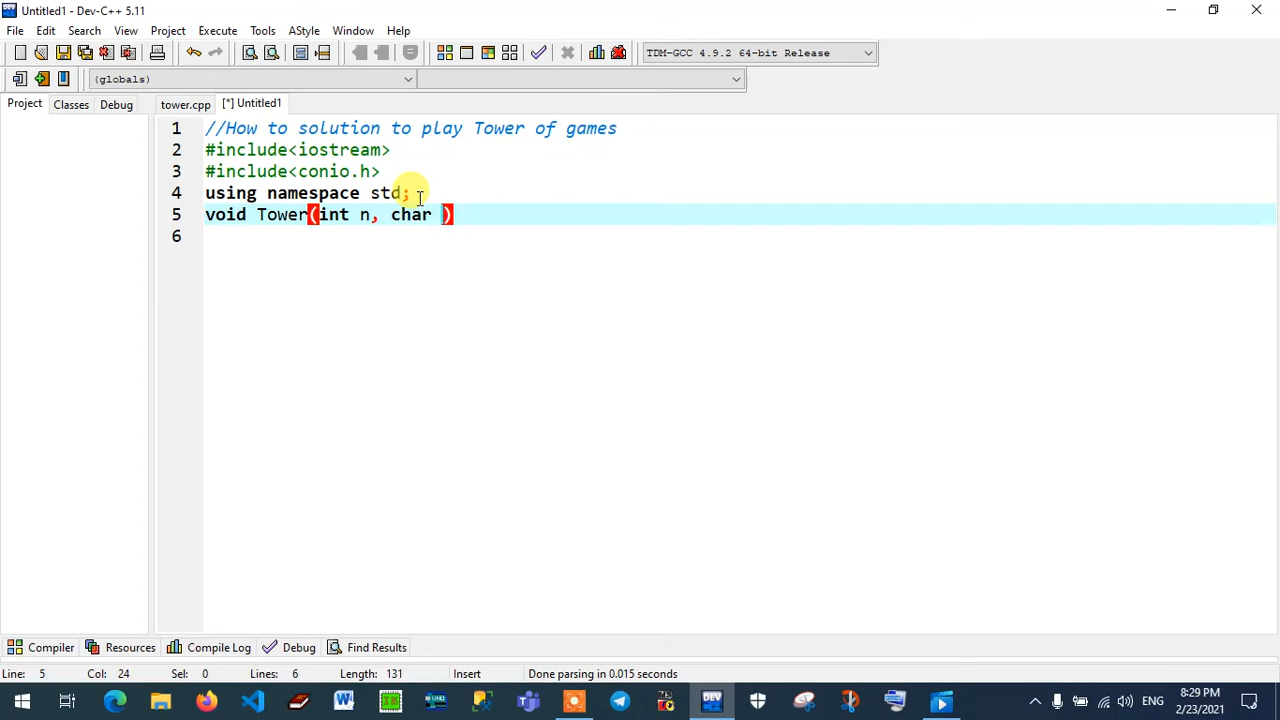 Untitled1 - Dev-C++ 5.11
File Edit Search View Project Execute Tools AStyle Window Help
TDM-GCC 4.9.2 64-bit Release
(globals)
Project Classes Debug tower.cpp [*] Untitled1
1 //How to solution to play Tower of games
2 #include<iostream>
3 #include<conio.h>
4 using namespace std;
5 void Tower(int n, char )
6
Compiler Resources Compile Log Debug Find Results
Line: 5 Col: 24 Sel: 0 Lines: 6 Length: 131 Insert Done parsing in 0.015 seconds
ENG 8:29 PM
2/23/2021